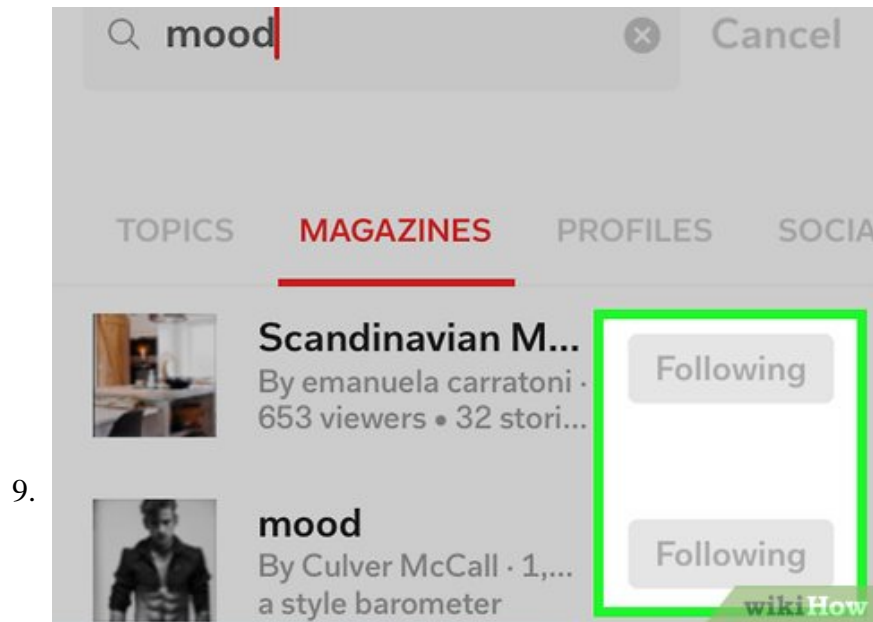 mood
Cancel
TOPICS MAGAZINES PROFILES SOCIA
Scandinavian M...
By emanuela carratoni ·
653 viewers • 32 stori...
Following
9.
mood
By Culver McCall · 1,...
a style barometer
Following
wikiHow